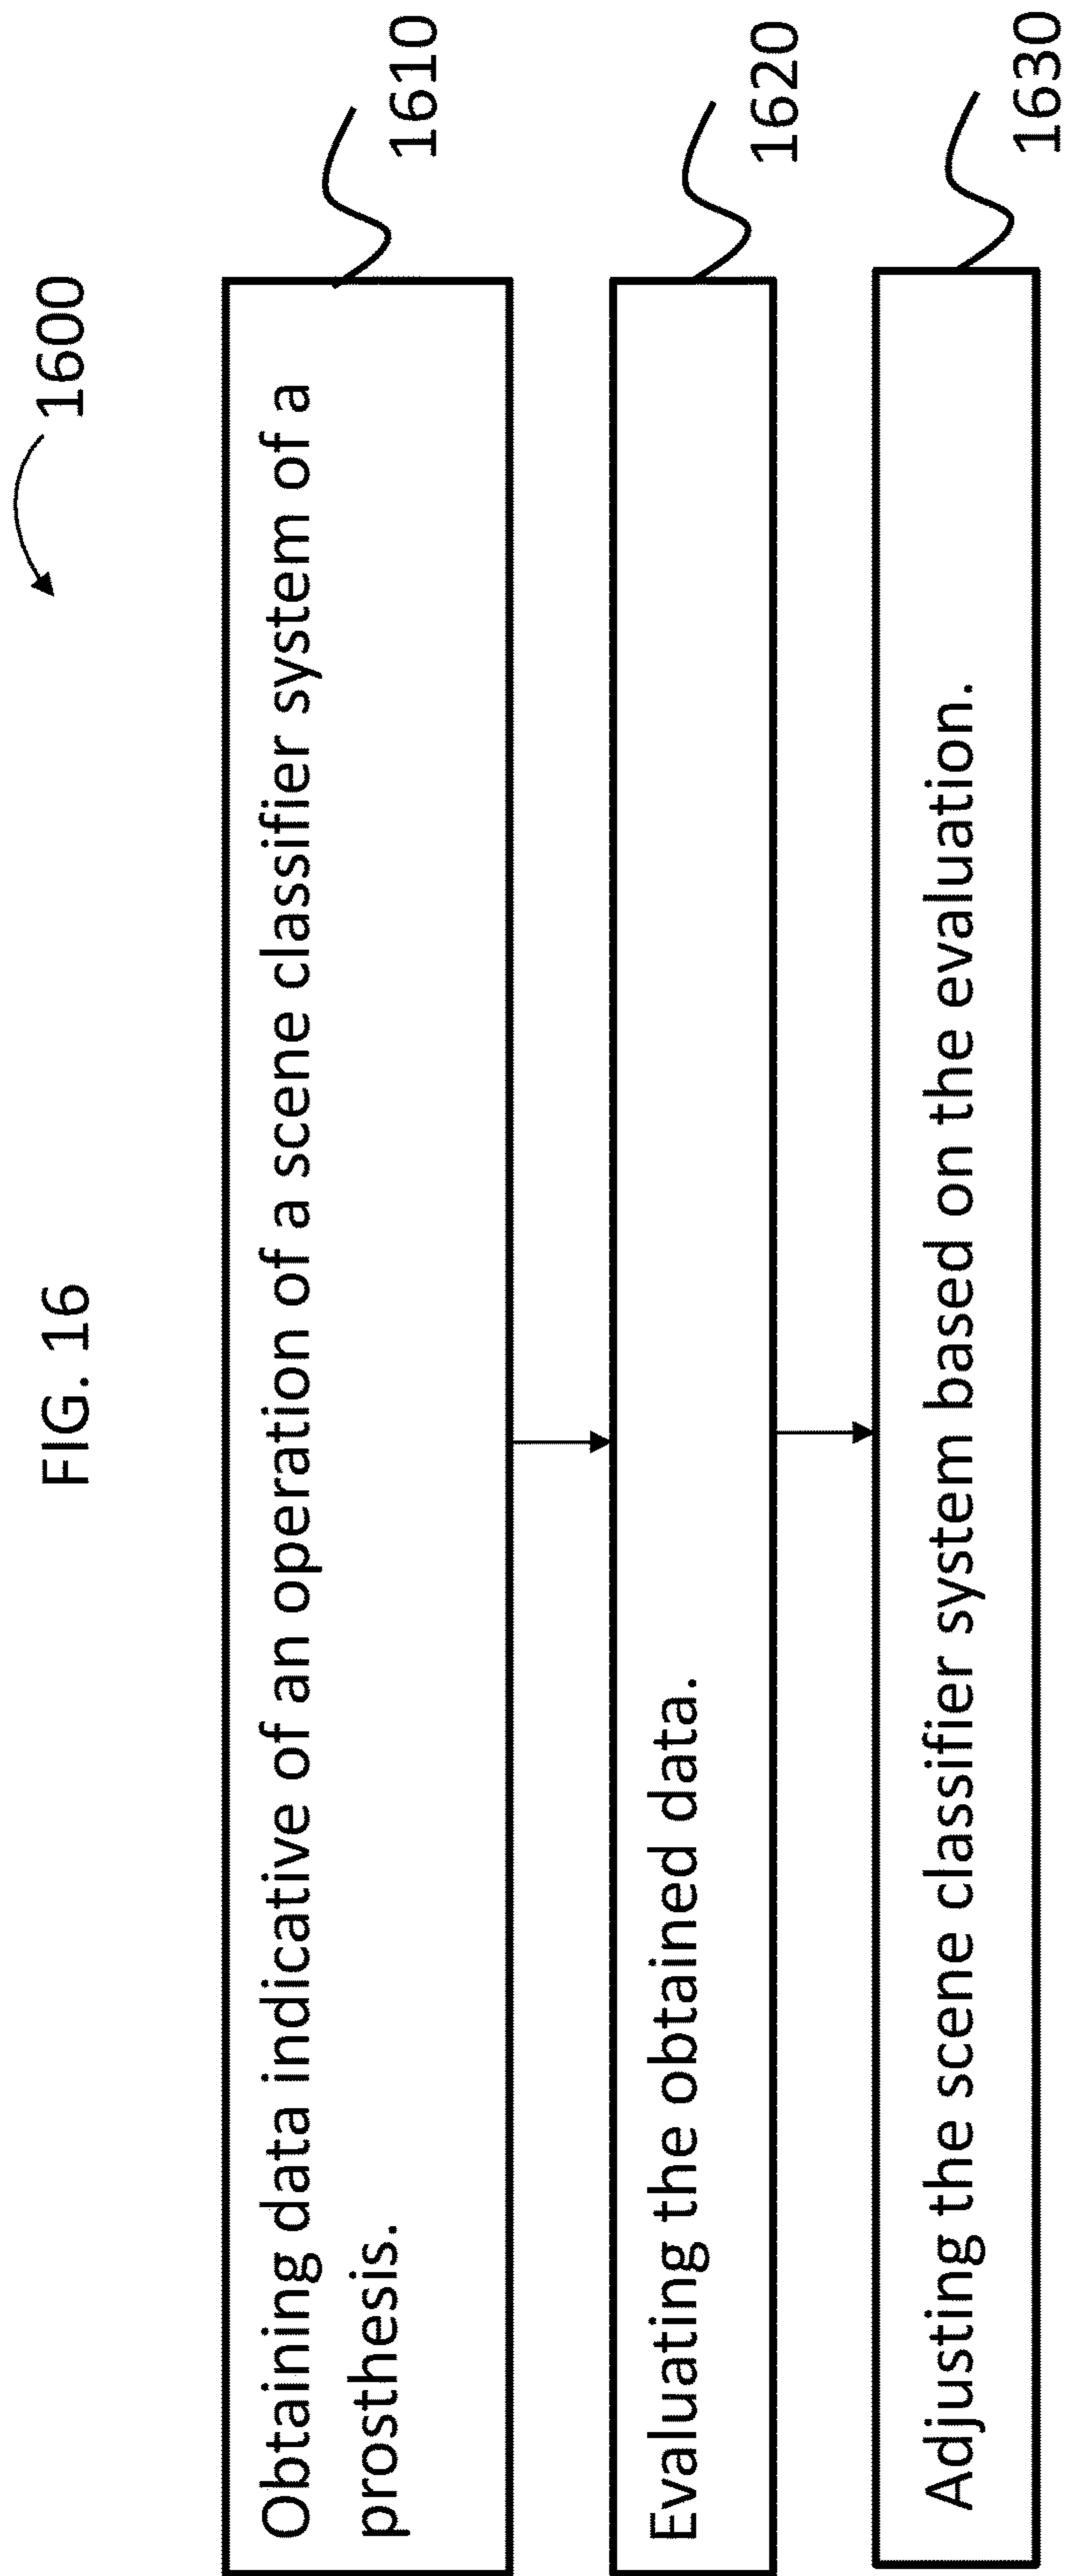 FIG. 16
1600
Obtaining data indicative of an operation of a scene classifier system of a
prosthesis.
1610
Evaluating the obtained data.
1620
Adjusting the scene classifier system based on the evaluation.
1630